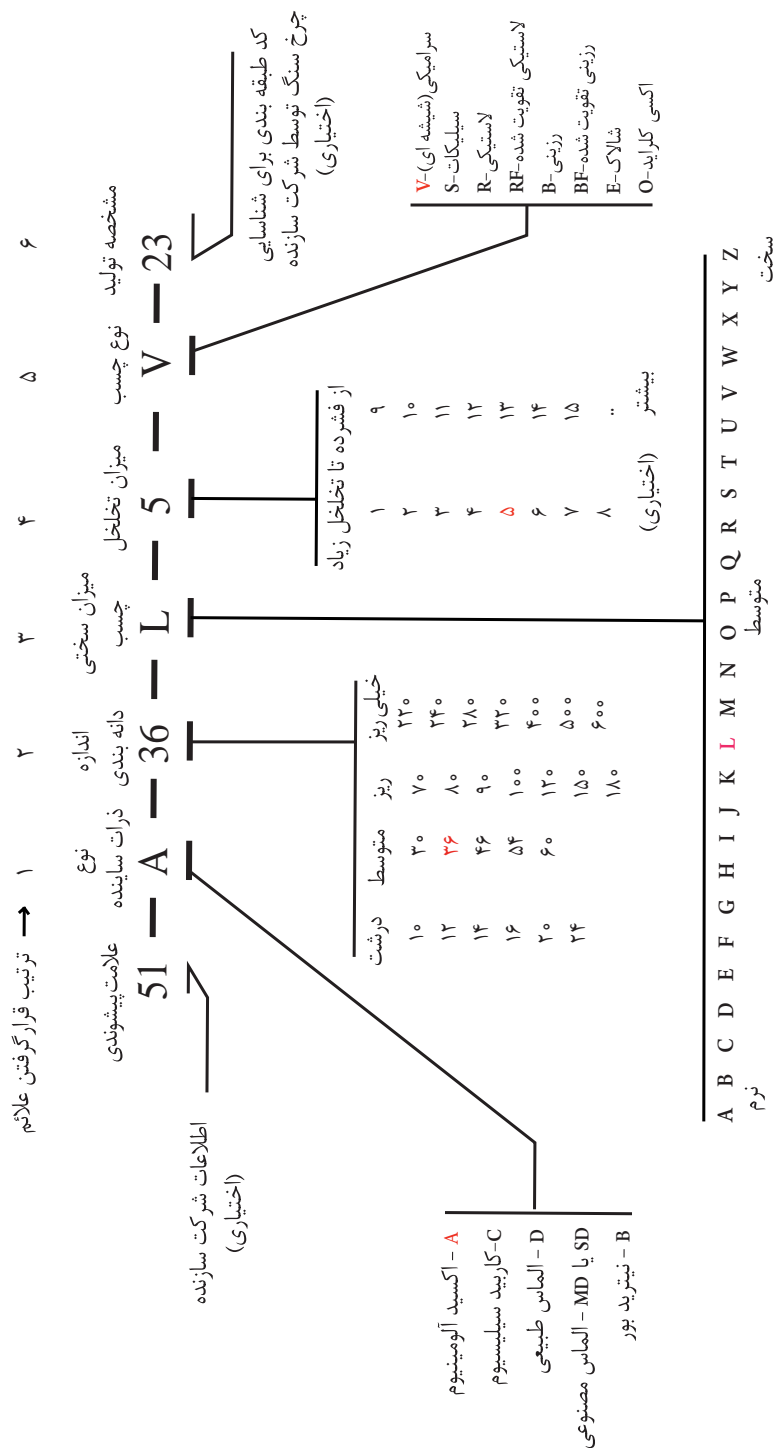 ترتیب قرارگرفتن علائم → ۱ ۲ ۳ ۴ ۵ ۶
علامت پیشوندی
نوع
ذرات ساینده
اندازه
دانه بندی
میزان سختی
چسب
میزان تخلخل
نوع چسب
مشخصه تولید
51 — A — 36 — L — 5 — V — 23
اطلاعات شرکت سازنده
(اختیاری)
کد طبقه بندی برای شناسایی
چرخ سنگ توسط شرکت سازنده
(اختیاری)
A - اکسید آلومینیوم
C-کاربید سیلیسیوم
D - الماس طبیعی
SD یا MD - الماس مصنوعی
B - نیترید بور
درشت متوسط ریز خیلی ریز
۱۰ ۳۰ ۷۰ ۲۲۰
۱۲ ۳۶ ۸۰ ۲۴۰
۱۴ ۴۶ ۹۰ ۲۸۰
۱۶ ۵۴ ۱۰۰ ۳۲۰
۲۰ ۶۰ ۱۲۰ ۴۰۰
۲۴ ۱۵۰ ۵۰۰
۱۸۰ ۶۰۰
از فشرده تا تخلخل زیاد
۱ ۹
۲ ۱۰
۳ ۱۱
۴ ۱۲
۵ ۱۳
۶ ۱۴
۷ ۱۵
۸ ..
(اختیاری) بیشتر
V-سرامیکی(شیشه ای)
S-سیلیکات
R-لاستیکی
RF-لاستیکی تقویت شده
B-رزینی
BF-رزینی تقویت شده
E-شالاک
O-اکسی کلراید
A B C D E F G H I J K L M N O P Q R S T U V W X Y Z
نرم متوسط سخت